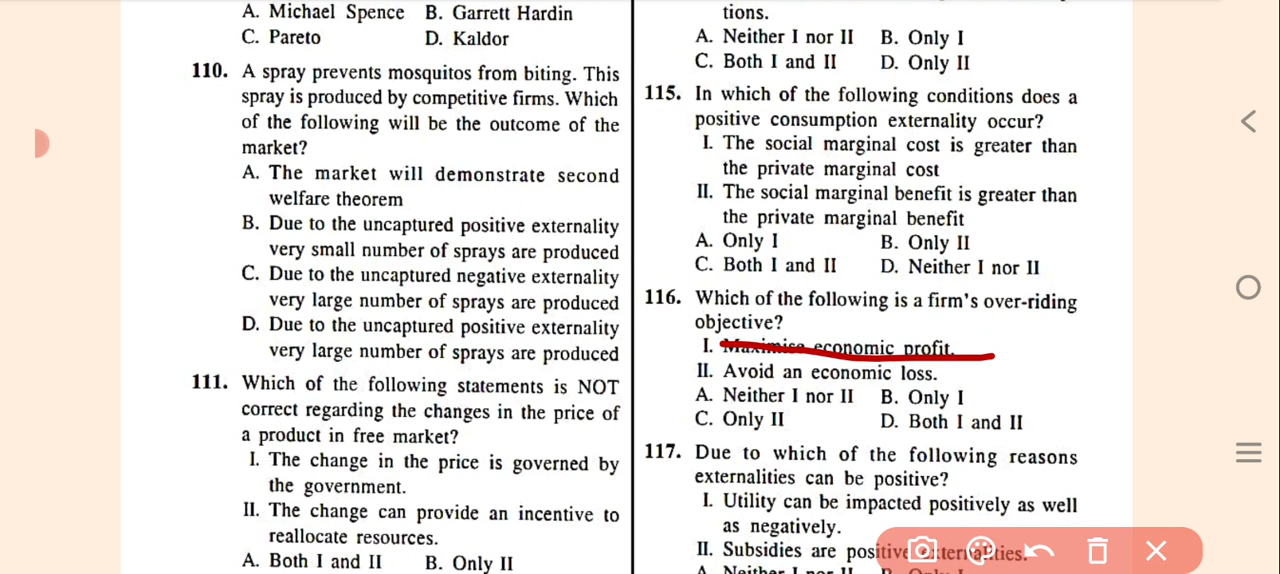 A. Michael Spence B. Garrett Hardin
C. Pareto D. Kaldor
110. A spray prevents mosquitos from biting. This
spray is produced by competitive firms. Which
of the following will be the outcome of the
market?
A. The market will demonstrate second
welfare theorem
B. Due to the uncaptured positive externality
very small number of sprays are produced
C. Due to the uncaptured negative externality
very large number of sprays are produced
D. Due to the uncaptured positive externality
very large number of sprays are produced
111. Which of the following statements is NOT
correct regarding the changes in the price of
a product in free market?
I. The change in the price is governed by
the government.
II. The change can provide an incentive to
reallocate resources.
A. Both I and II B. Only II
tions.
A. Neither I nor II B. Only I
C. Both I and II D. Only II
115. In which of the following conditions does a
positive consumption externality occur?
I. The social marginal cost is greater than
the private marginal cost
II. The social marginal benefit is greater than
the private marginal benefit
A. Only I B. Only II
C. Both I and II D. Neither I nor II
116. Which of the following is a firm's over-riding
objective?
I. Maximise economic profit.
II. Avoid an economic loss.
A. Neither I nor II B. Only I
C. Only II D. Both I and II
117. Due to which of the following reasons
externalities can be positive?
I. Utility can be impacted positively as well
as negatively.
II. Subsidies are positive externalities.
A. Neither I nor II B. Only I